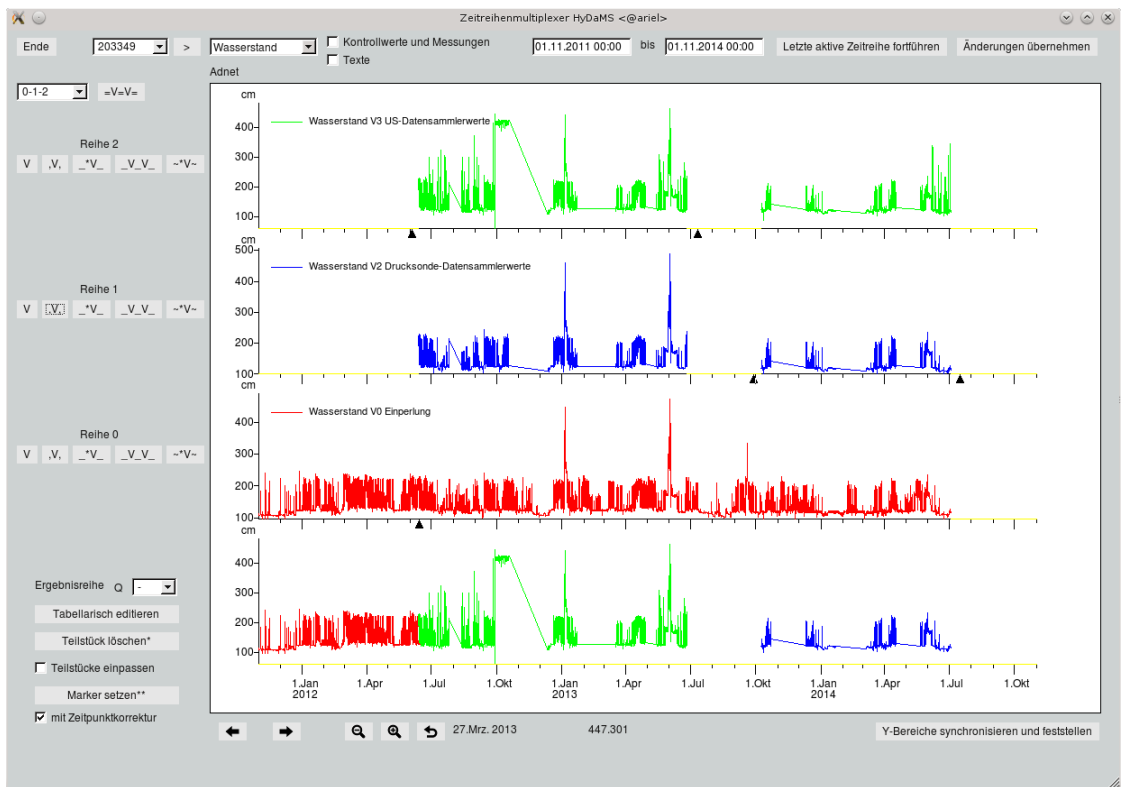 Zeitreihenmultiplexer HyDaMS <@ariel>
Ende 203349 > Wasserstand Kontrollwerte und Messungen 01.11.2011 00:00 bis 01.11.2014 00:00 Letzte aktive Zeitreihe fortführen Änderungen übernehmen
Texte
Adnet
0-1-2 =V=V=
cm
400
300
200
100
Wasserstand V3 US-Datensammlerwerte
Reihe 2
V ,V, _*V_ _V_V_ ~*V~
cm
500
400
300
200
100
Wasserstand V2 Drucksonde-Datensammlerwerte
Reihe 1
V ,V, _*V_ _V_V_ ~*V~
cm
400
300
200
100
Wasserstand V0 Einperlung
Reihe 0
V ,V, _*V_ _V_V_ ~*V~
cm
400
300
200
100
1.Jan 1.Apr 1.Jul 1.Okt 1.Jan 1.Apr 1.Jul 1.Okt 1.Jan 1.Apr 1.Jul 1.Okt
2012 2013 2014
Ergebnisreihe Q -
Tabellarisch editieren
Teilstück löschen*
Teilstücke einpassen
Marker setzen**
mit Zeitpunktkorrektur
27.Mrz. 2013 447.301 Y-Bereiche synchronisieren und feststellen